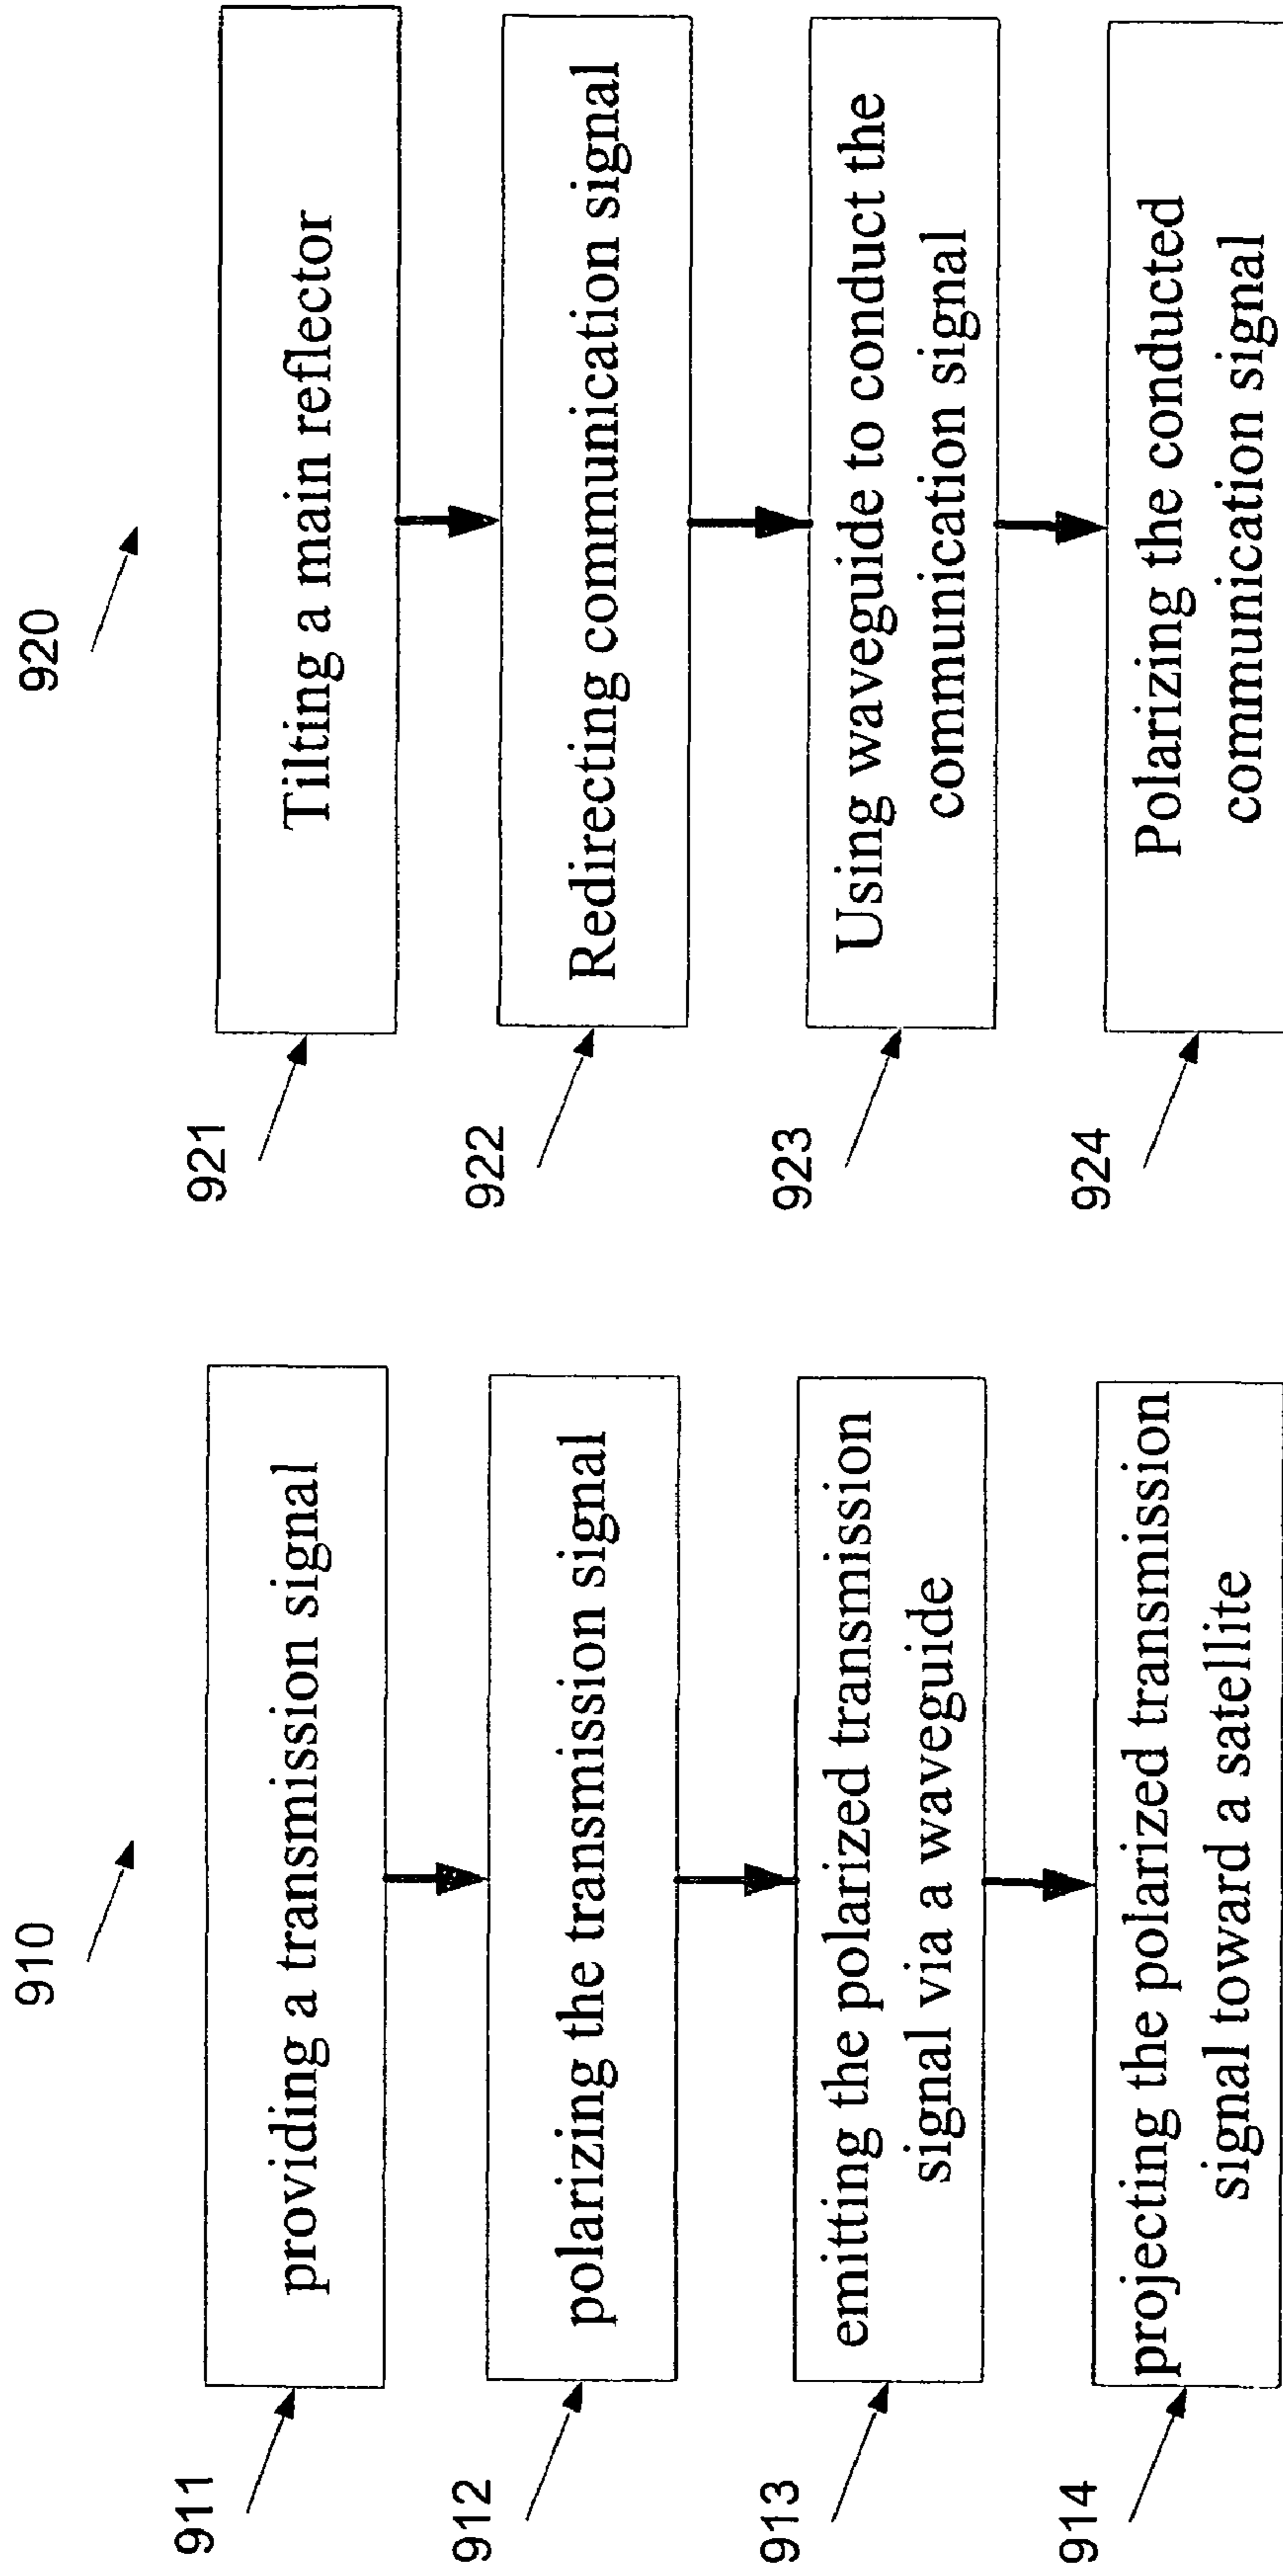 910
911
providing a transmission signal
912
polarizing the transmission signal
913
emitting the polarized transmission
signal via a waveguide
914
projecting the polarized transmission
signal toward a satellite
920
921
Tilting a main reflector
922
Redirecting communication signal
923
Using waveguide to conduct the
communication signal
924
Polarizing the conducted
communication signal